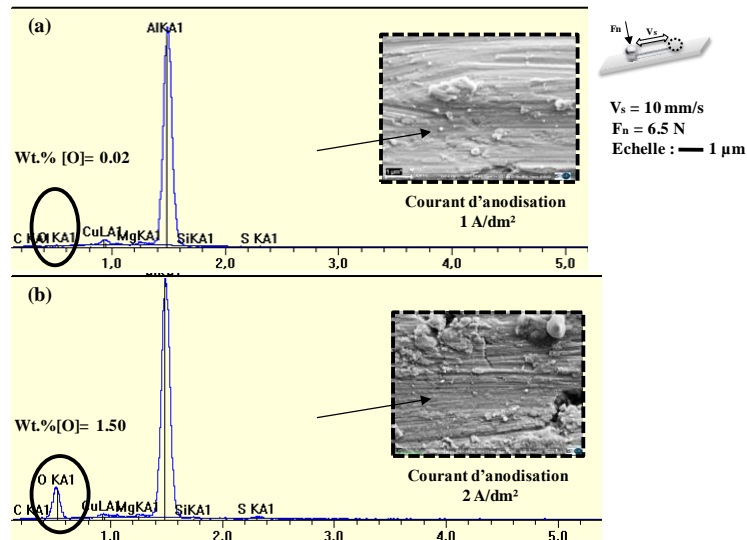 (a)
AlKA1
Wt.% [O]= 0.02
C KA1 O KA1 CuLA1 MgKA1 SiKA1 S KA1
1,0 2,0 3,0 4,0 5,0
1 µm
Courant d’anodisation
1 A/dm²
Fn
Vs
Vs = 10 mm/s
Fn = 6.5 N
Echelle : 1 µm
(b)
Wt.%[O]= 1.50
O KA1
C KA1 CuLA1 MgKA1 SiKA1 S KA1
1,0 2,0 3,0 4,0 5,0
Courant d’anodisation
2 A/dm²